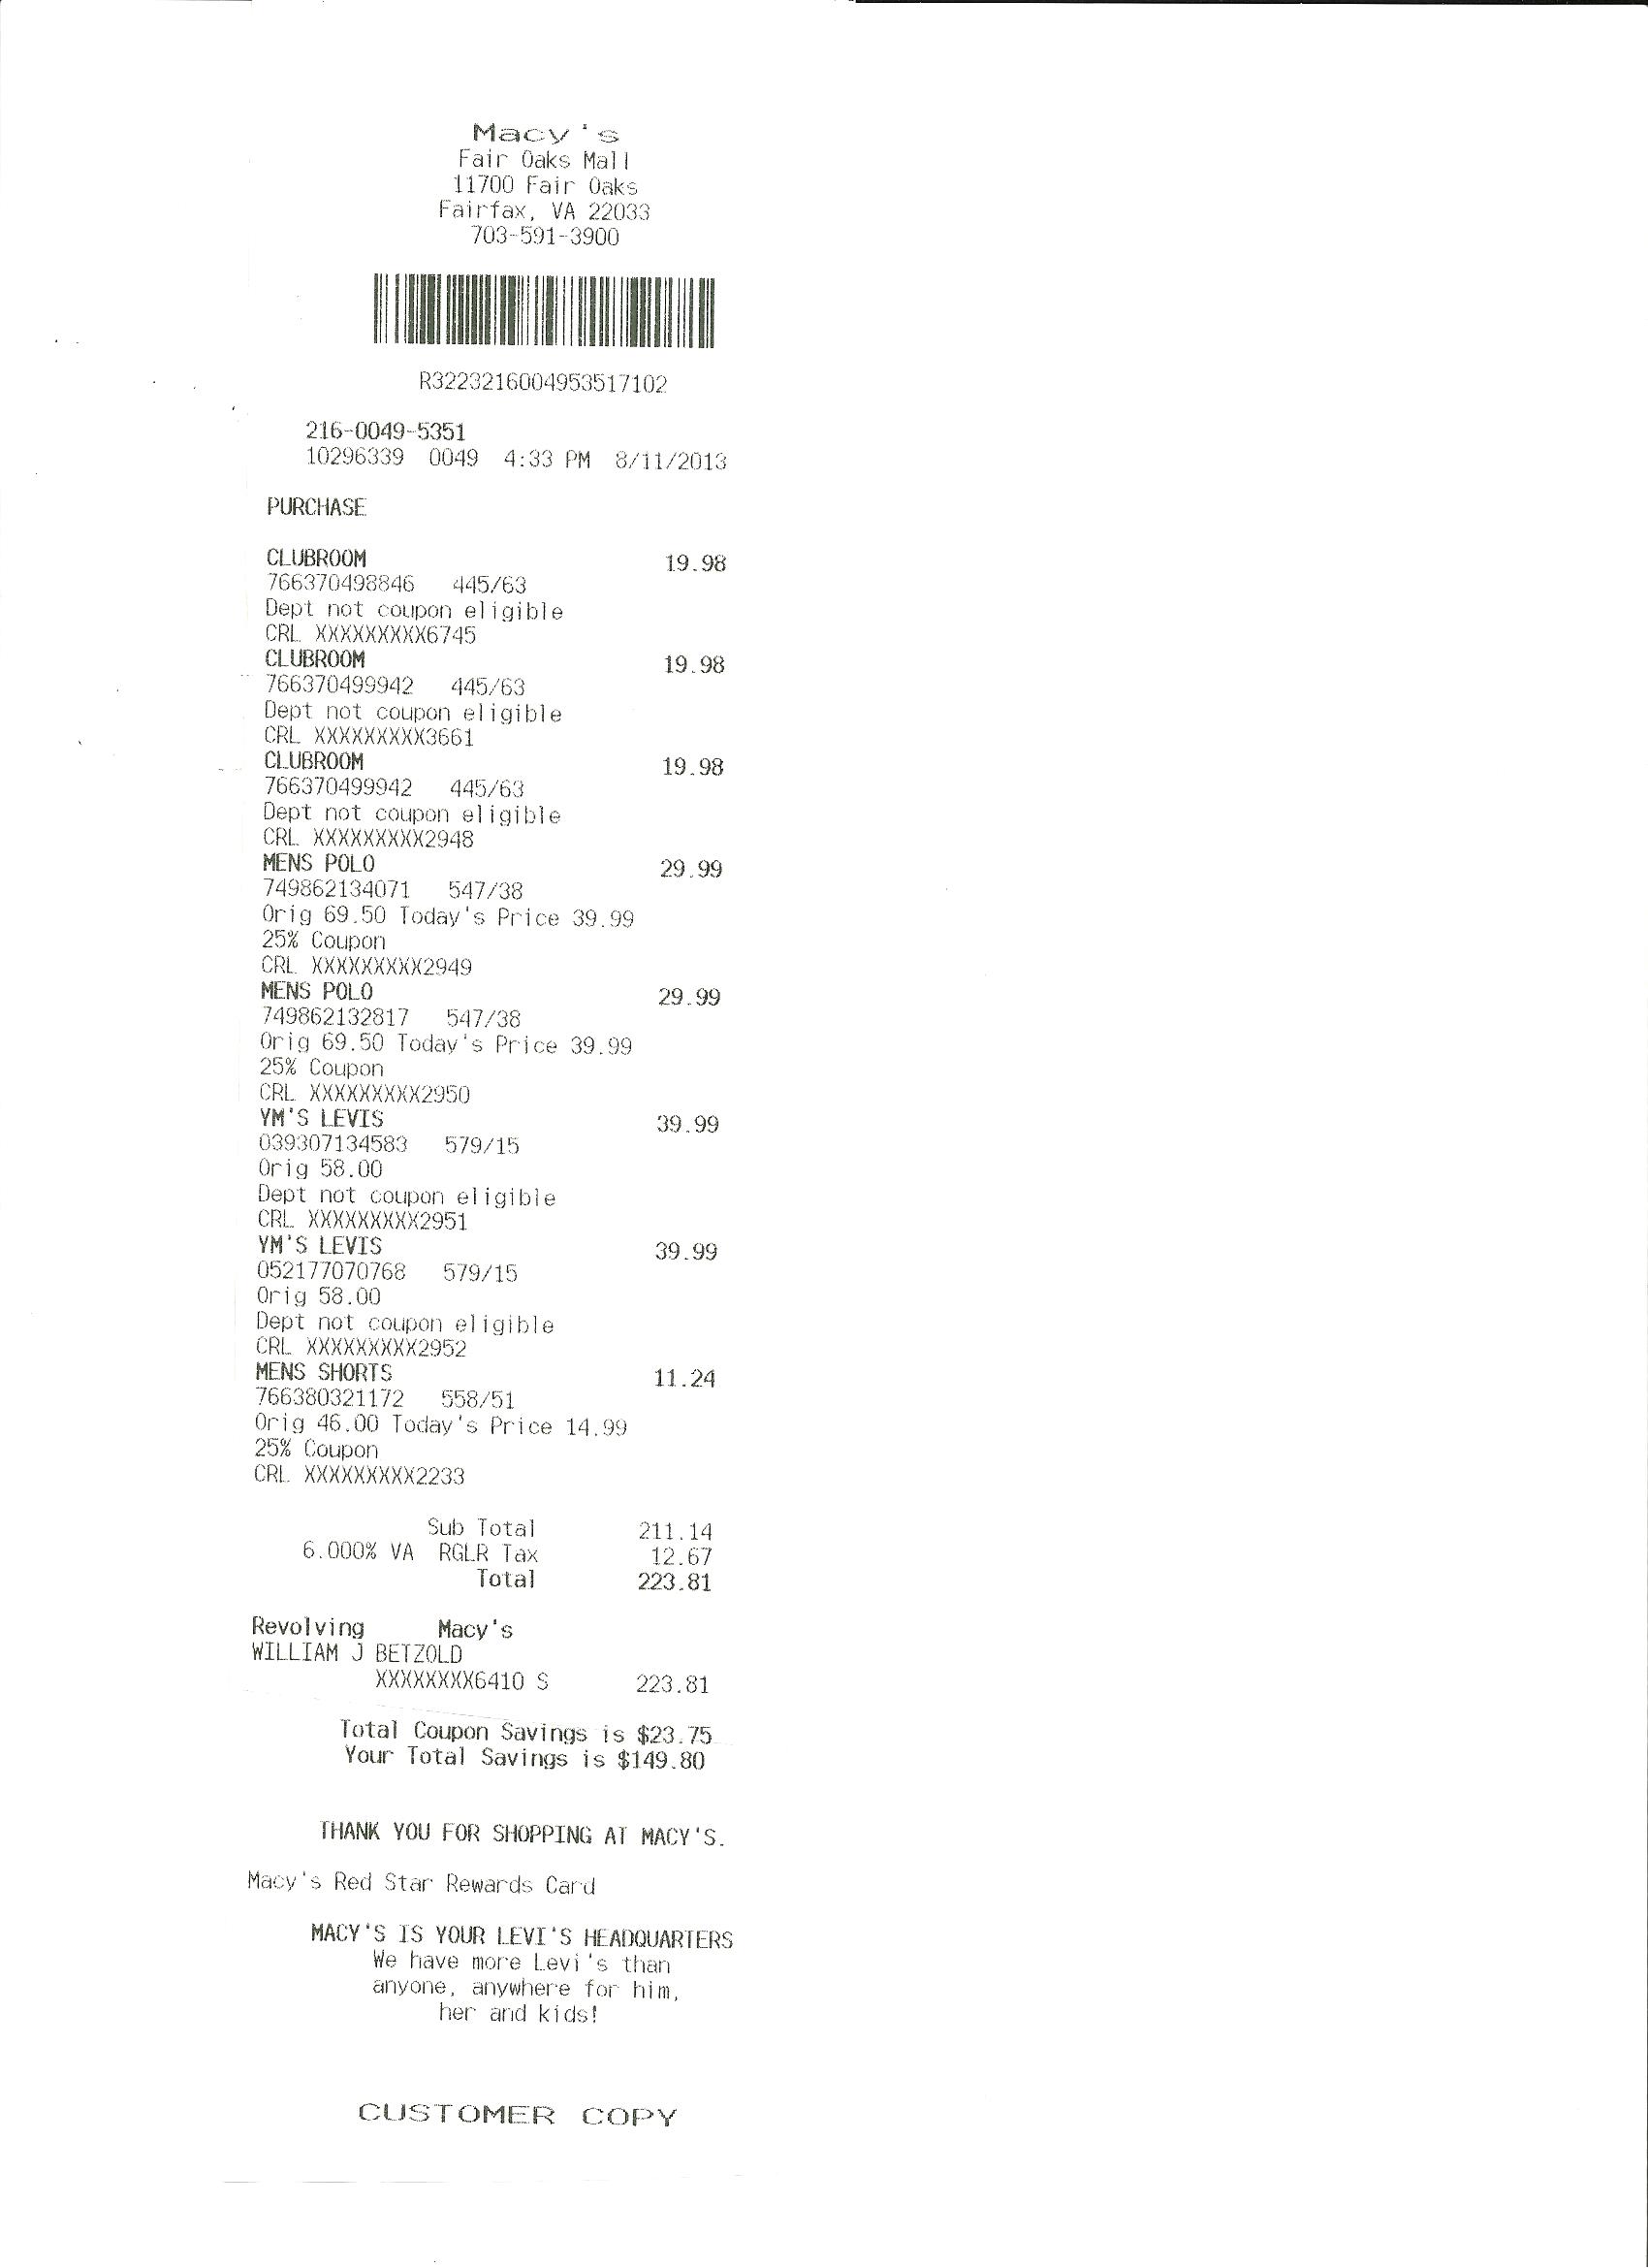 Macy's
Fair Oaks Mall
11700 Fair Oaks
Fairfax, VA 22033
703-591-3900
R3223216004953517102
216-0049-5351
10296339 0049 4:33 PM 8/11/2013
PURCHASE
CLUBROOM 19.98
766370498846 445/63
Dept not coupon eligible
CRL XXXXXXXXX6745
CLUBROOM 19.98
766370499942 445/63
Dept not coupon eligible
CRL XXXXXXXXX3661
CLUBROOM 19.98
766370499942 445/63
Dept not coupon eligible
CRL XXXXXXXXX2948
MENS POLO 29.99
749862134071 547/38
Orig 69.50 Today's Price 39.99
25% Coupon
CRL XXXXXXXXX2949
MENS POLO 29.99
749862132817 547/38
Orig 69.50 Today's Price 39.99
25% Coupon
CRL XXXXXXXXX2950
YM'S LEVIS 39.99
039307134583 579/15
Orig 58.00
Dept not coupon eligible
CRL XXXXXXXXX2951
YM'S LEVIS 39.99
052177070768 579/15
Orig 58.00
Dept not coupon eligible
CRL XXXXXXXXX2952
MENS SHORTS 11.24
766380321172 558/51
Orig 46.00 Today's Price 14.99
25% Coupon
CRL XXXXXXXXX2233
Sub Total 211.14
6.000% VA RGLR Tax 12.67
Total 223.81
Revolving Macy's
WILLIAM J BETZOLD
XXXXXXXX6410 S 223.81
Total Coupon Savings is $23.75
Your Total Savings is $149.80
THANK YOU FOR SHOPPING AT MACY'S.
Macy's Red Star Rewards Card
MACY'S IS YOUR LEVI'S HEADQUARTERS
We have more Levi's than
anyone, anywhere for him,
her and kids!
CUSTOMER COPY